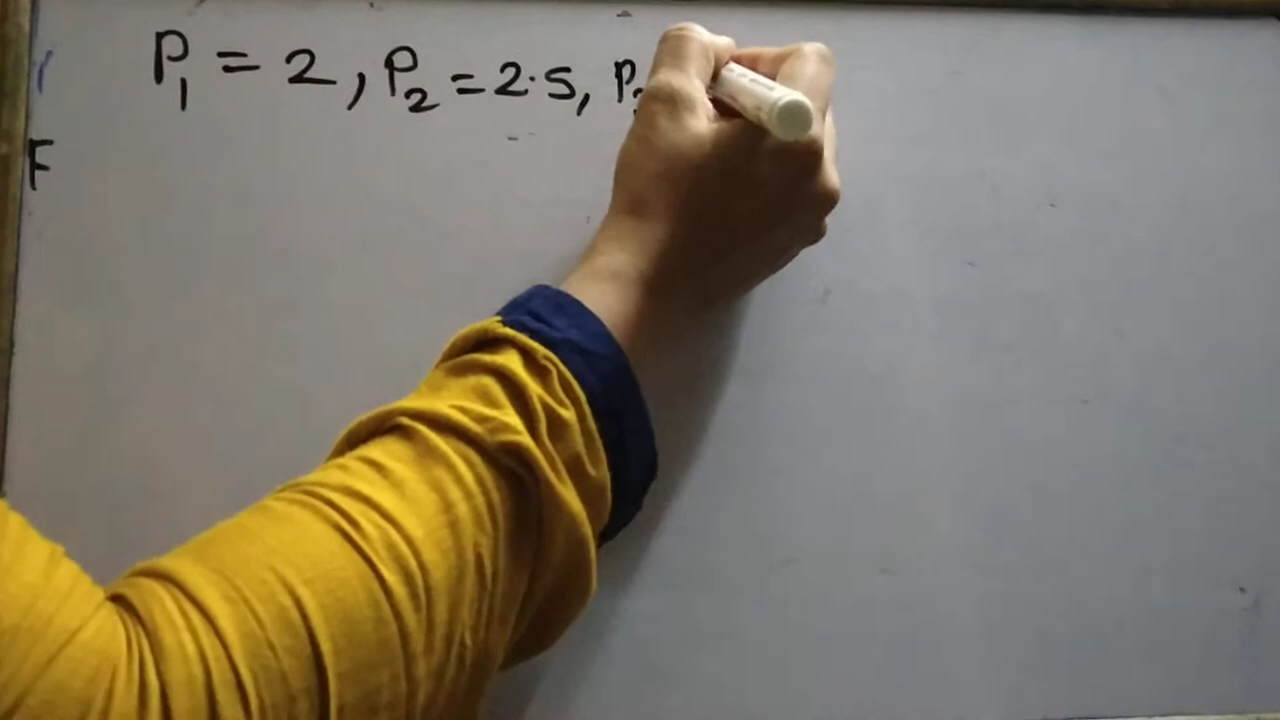 P₁ = 2, P₂ = 2.5, P
F